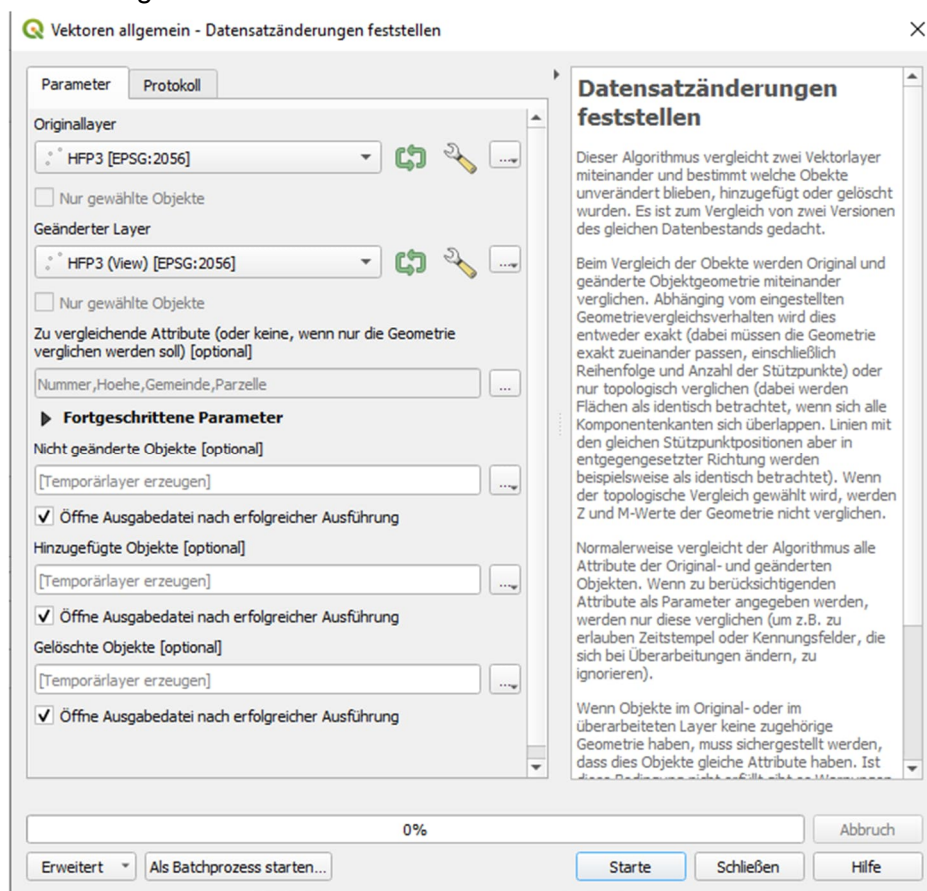 Vektoren allgemein - Datensatzänderungen feststellen
Parameter
Protokoll
Originallayer
HFP3 [EPSG:2056]
...
Nur gewählte Objekte
Geänderter Layer
HFP3 (View) [EPSG:2056]
...
Nur gewählte Objekte
Zu vergleichende Attribute (oder keine, wenn nur die Geometrie
verglichen werden soll) [optional]
Nummer,Hoehe,Gemeinde,Parzelle
...
Fortgeschrittene Parameter
Nicht geänderte Objekte [optional]
[Temporärlayer erzeugen]
...
Öffne Ausgabedatei nach erfolgreicher Ausführung
Hinzugefügte Objekte [optional]
[Temporärlayer erzeugen]
...
Öffne Ausgabedatei nach erfolgreicher Ausführung
Gelöschte Objekte [optional]
[Temporärlayer erzeugen]
...
Öffne Ausgabedatei nach erfolgreicher Ausführung
Datensatzänderungen
feststellen
Dieser Algorithmus vergleicht zwei Vektorlayer
miteinander und bestimmt welche Obekte
unverändert blieben, hinzugefügt oder gelöscht
wurden. Es ist zum Vergleich von zwei Versionen
des gleichen Datenbestands gedacht.
Beim Vergleich der Obekte werden Original und
geänderte Objektgeometrie miteinander
verglichen. Abhänging vom eingestellten
Geometrievergleichsverhalten wird dies
entweder exakt (dabei müssen die Geometrie
exakt zueinander passen, einschließlich
Reihenfolge und Anzahl der Stützpunkte) oder
nur topologisch verglichen (dabei werden
Flächen als identisch betrachtet, wenn sich alle
Komponentenkanten sich überlappen. Linien mit
den gleichen Stützpunktpositionen aber in
entgegengesetzter Richtung werden
beispielsweise als identisch betrachtet). Wenn
der topologische Vergleich gewählt wird, werden
Z und M-Werte der Geometrie nicht verglichen.
Normalerweise vergleicht der Algorithmus alle
Attribute der Original- und geänderten
Objekten. Wenn zu berücksichtigenden
Attribute als Parameter angegeben werden,
werden nur diese verglichen (um z.B. zu
erlauben Zeitstempel oder Kennungsfelder, die
sich bei Überarbeitungen ändern, zu
ignorieren).
Wenn Objekte im Original- oder im
überarbeiteten Layer keine zugehörige
Geometrie haben, muss sichergestellt werden,
dass dies Objekte gleiche Attribute haben. Ist
0%
Abbruch
Erweitert
Als Batchprozess starten...
Starte
Schließen
Hilfe